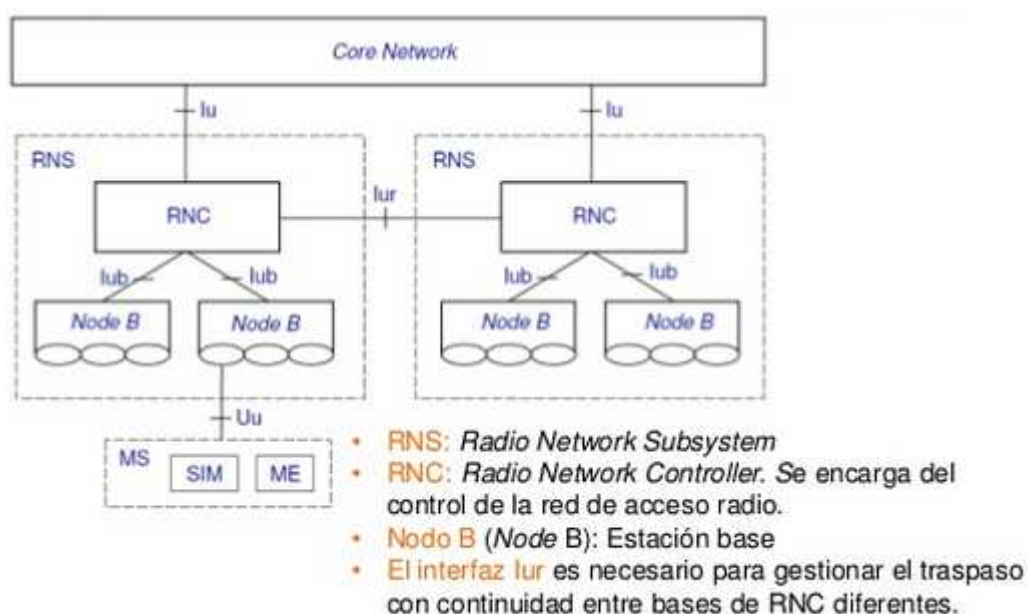 Core Network
Iu
Iu
RNS
RNS
RNC
Iur
RNC
Iub
Iub
Iub
Iub
Node B
Node B
Node B
Node B
Uu
MS
SIM
ME
• RNS: Radio Network Subsystem
• RNC: Radio Network Controller. Se encarga del
control de la red de acceso radio.
• Nodo B (Node B): Estación base
• El interfaz Iur es necesario para gestionar el traspaso
con continuidad entre bases de RNC diferentes.